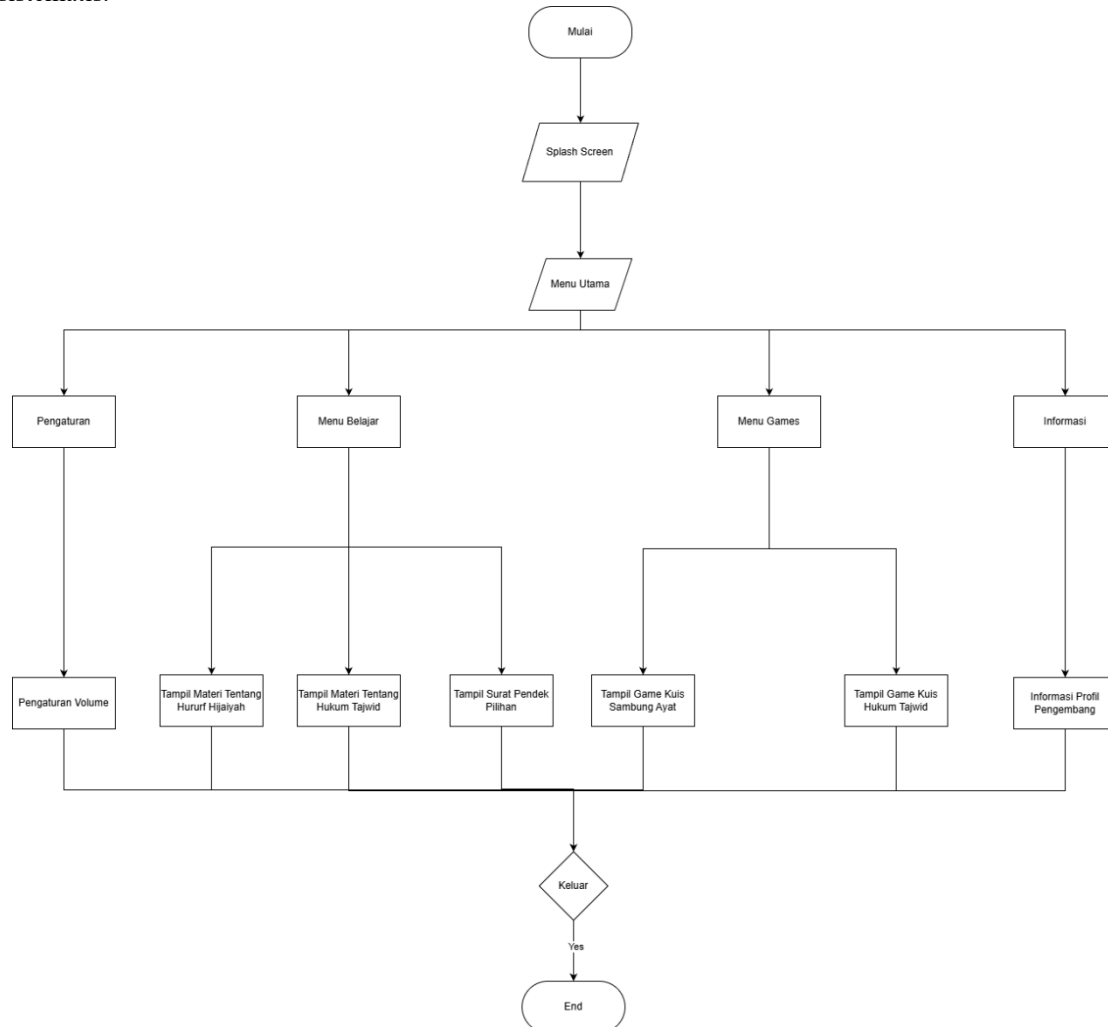 Mulai
Splash Screen
Menu Utama
Pengaturan
Menu Belajar
Menu Games
Informasi
Pengaturan Volume
Tampil Materi Tentang
Hururf Hijaiyah
Tampil Materi Tentang
Hukum Tajwid
Tampil Surat Pendek
Pilihan
Tampil Game Kuis
Sambung Ayat
Tampil Game Kuis
Hukum Tajwid
Informasi Profil
Pengembang
Keluar
Yes
End